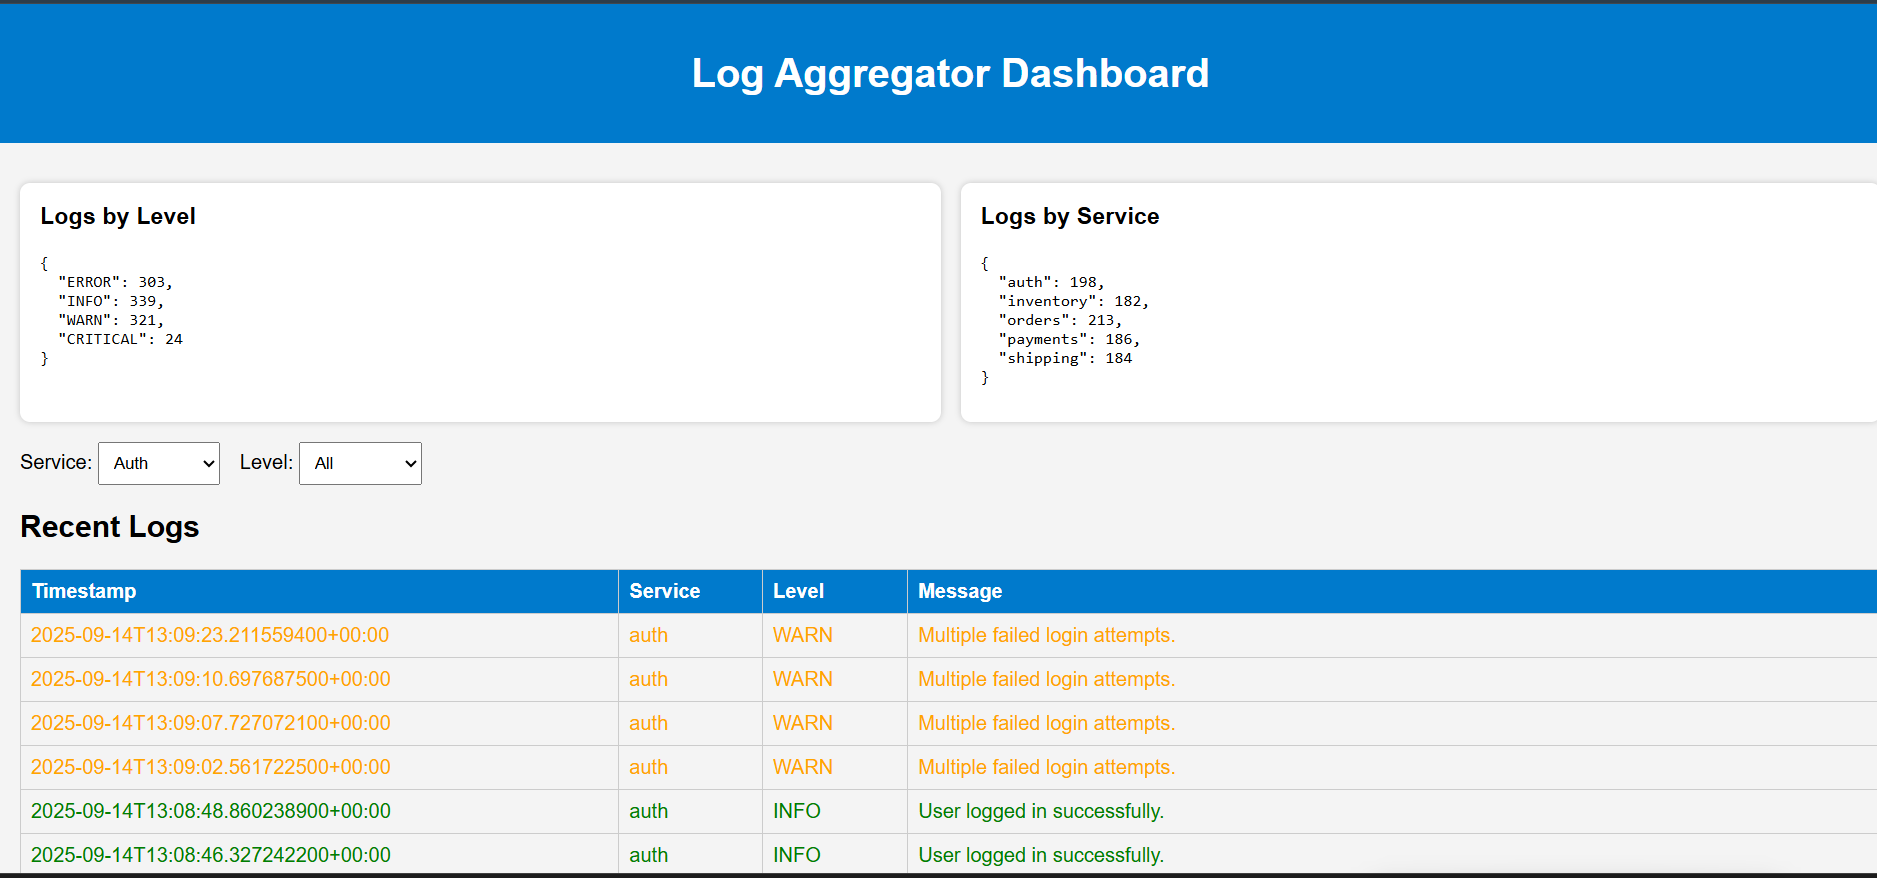 Log Aggregator Dashboard
Logs by Level
{
  "ERROR": 303,
  "INFO": 339,
  "WARN": 321,
  "CRITICAL": 24
}
Logs by Service
{
  "auth": 198,
  "inventory": 182,
  "orders": 213,
  "payments": 186,
  "shipping": 184
}
Service: Auth Level: All
Recent Logs
Timestamp Service Level Message
2025-09-14T13:09:23.211559400+00:00 auth WARN Multiple failed login attempts.
2025-09-14T13:09:10.697687500+00:00 auth WARN Multiple failed login attempts.
2025-09-14T13:09:07.727072100+00:00 auth WARN Multiple failed login attempts.
2025-09-14T13:09:02.561722500+00:00 auth WARN Multiple failed login attempts.
2025-09-14T13:08:48.860238900+00:00 auth INFO User logged in successfully.
2025-09-14T13:08:46.327242200+00:00 auth INFO User logged in successfully.